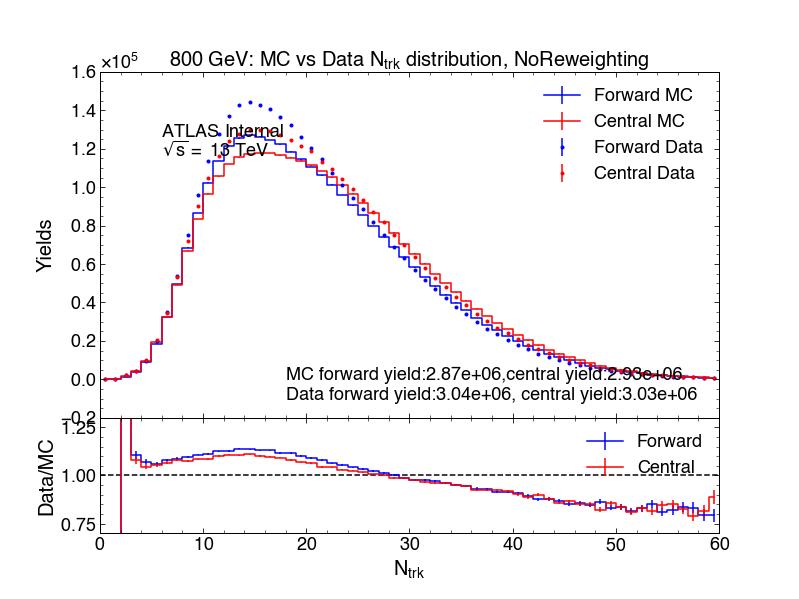 ×10⁵
800 GeV: MC vs Data Ntrk distribution, NoReweighting
1.6
1.4
1.2
1.0
0.8
0.6
0.4
0.2
0.0
−0.2
Yields
ATLAS Internal
√s = 13 TeV
Forward MC
Central MC
Forward Data
Central Data
MC forward yield:2.87e+06,central yield:2.93e+06
Data forward yield:3.04e+06, central yield:3.03e+06
1.25
1.00
0.75
Data/MC
Forward
Central
0 10 20 30 40 50 60
Ntrk